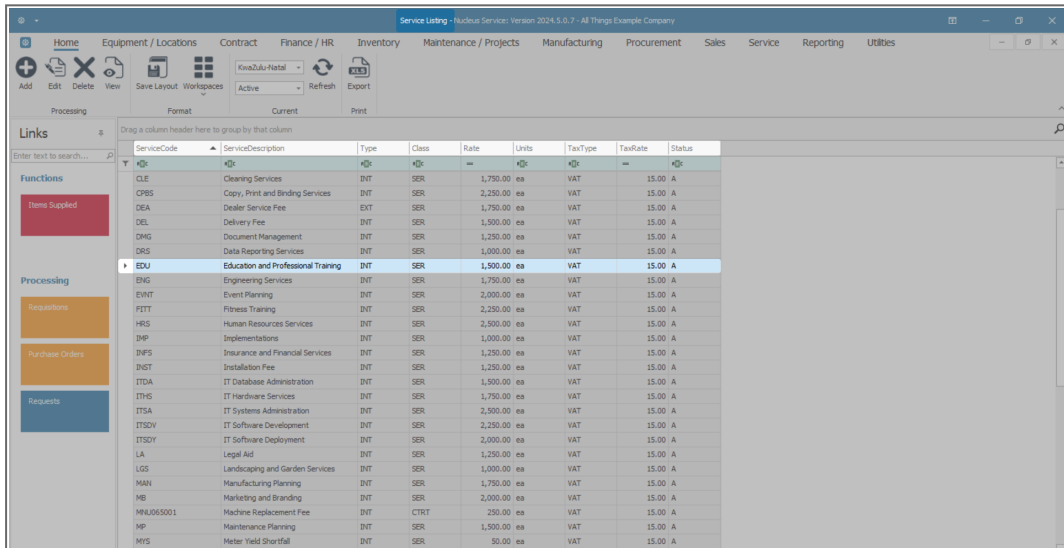 Service Listing - Nucleus Service: Version 2024.5.0.7 - All Things Example Company
Home Equipment / Locations Contract Finance / HR Inventory Maintenance / Projects Manufacturing Procurement Sales Service Reporting Utilities
KwaZulu-Natal
XLS
Add Edit Delete View Save Layout Workspaces Active Refresh Export
Processing Format Current Print
Links
Drag a column header here to group by that column
Enter text to search...
ServiceCode ServiceDescription Type Class Rate Units TaxType TaxRate Status
Functions
Items Supplied
Processing
Requisitions
Purchase Orders
Requests
CLE Cleaning Services INT SER 1,750.00 ea VAT 15.00 A
CPBS Copy, Print and Binding Services INT SER 2,250.00 ea VAT 15.00 A
DEA Dealer Service Fee EXT SER 1,750.00 ea VAT 15.00 A
DEL Delivery Fee INT SER 1,500.00 ea VAT 15.00 A
DMG Document Management INT SER 1,250.00 ea VAT 15.00 A
DRS Data Reporting Services INT SER 1,000.00 ea VAT 15.00 A
EDU Education and Professional Training INT SER 1,500.00 ea VAT 15.00 A
ENG Engineering Services INT SER 1,750.00 ea VAT 15.00 A
EVNT Event Planning INT SER 2,000.00 ea VAT 15.00 A
FITT Fitness Training INT SER 2,250.00 ea VAT 15.00 A
HRS Human Resources Services INT SER 2,500.00 ea VAT 15.00 A
IMP Implementations INT SER 1,000.00 ea VAT 15.00 A
INFS Insurance and Financial Services INT SER 1,250.00 ea VAT 15.00 A
INST Installation Fee INT SER 1,250.00 ea VAT 15.00 A
ITDA IT Database Administration INT SER 1,500.00 ea VAT 15.00 A
ITHS IT Hardware Services INT SER 1,750.00 ea VAT 15.00 A
ITSA IT Systems Administration INT SER 2,500.00 ea VAT 15.00 A
ITSDV IT Software Development INT SER 2,250.00 ea VAT 15.00 A
ITSDY IT Software Deployment INT SER 2,000.00 ea VAT 15.00 A
LA Legal Aid INT SER 1,250.00 ea VAT 15.00 A
LGS Landscaping and Garden Services INT SER 1,000.00 ea VAT 15.00 A
MAN Manufacturing Planning INT SER 1,750.00 ea VAT 15.00 A
MB Marketing and Branding INT SER 2,000.00 ea VAT 15.00 A
MNU065001 Machine Replacement Fee INT CTRT 250.00 ea VAT 15.00 A
MP Maintenance Planning INT SER 1,500.00 ea VAT 15.00 A
MYS Meter Yield Shortfall INT SER 50.00 ea VAT 15.00 A